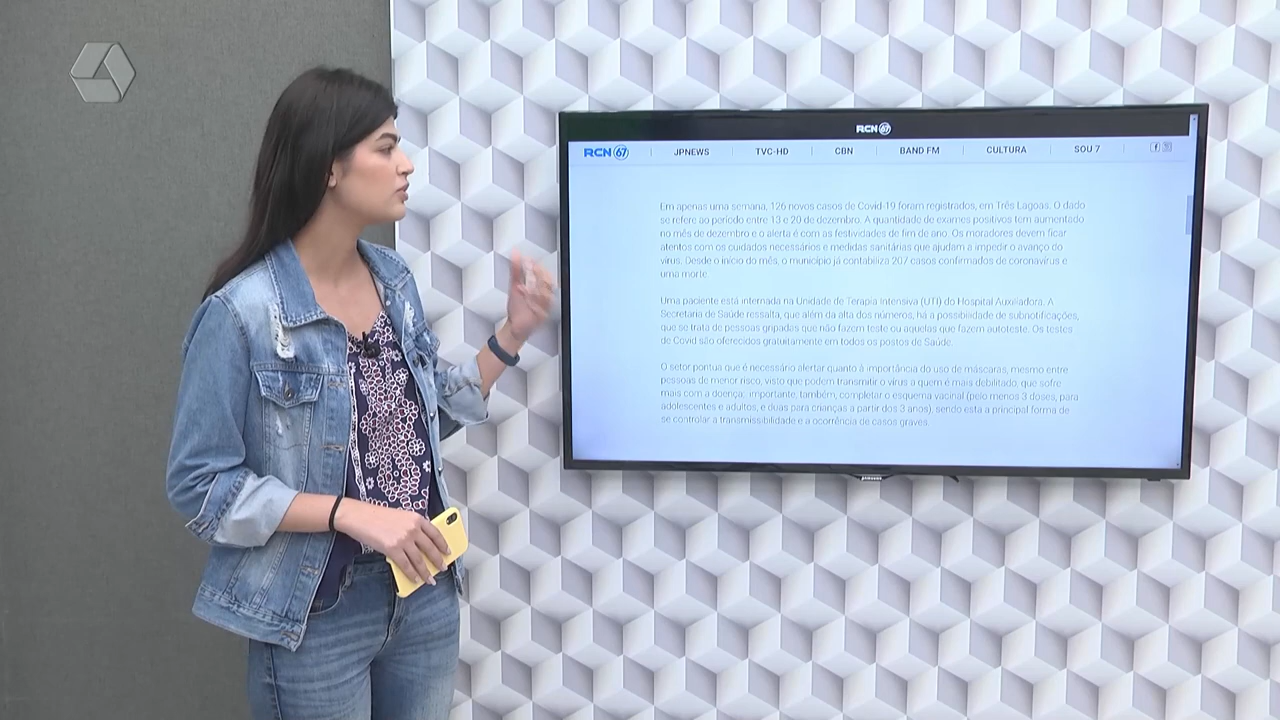 RCN 67
RCN 67 JPNEWS TVC-HD CBN BAND FM CULTURA SOU 7
Em apenas uma semana, 126 novos casos de Covid-19 foram registrados, em Três Lagoas. O dado
se refere ao período entre 13 e 20 de dezembro. A quantidade de exames positivos tem aumentado
no mês de dezembro e o alerta é com as festividades de fim de ano. Os moradores devem ficar
atentos com os cuidados necessários e medidas sanitárias que ajudam a impedir o avanço do
vírus. Desde o início do mês, o município já contabiliza 207 casos confirmados de coronavírus e
uma morte.
Uma paciente está internada na Unidade de Terapia Intensiva (UTI) do Hospital Auxiliadora. A
Secretaria de Saúde ressalta, que além da alta dos números, há a possibilidade de subnotificações,
que se trata de pessoas gripadas que não fazem teste ou aquelas que fazem autoteste. Os testes
de Covid são oferecidos gratuitamente em todos os postos de Saúde.
O setor pontua que é necessário alertar quanto à importância do uso de máscaras, mesmo entre
pessoas de menor risco, visto que podem transmitir o vírus a quem é mais debilitado, que sofre
mais com a doença; importante, também, completar o esquema vacinal (pelo menos 3 doses, para
adolescentes e adultos, e duas para crianças a partir dos 3 anos), sendo esta a principal forma de
se controlar a transmissibilidade e a ocorrência de casos graves.